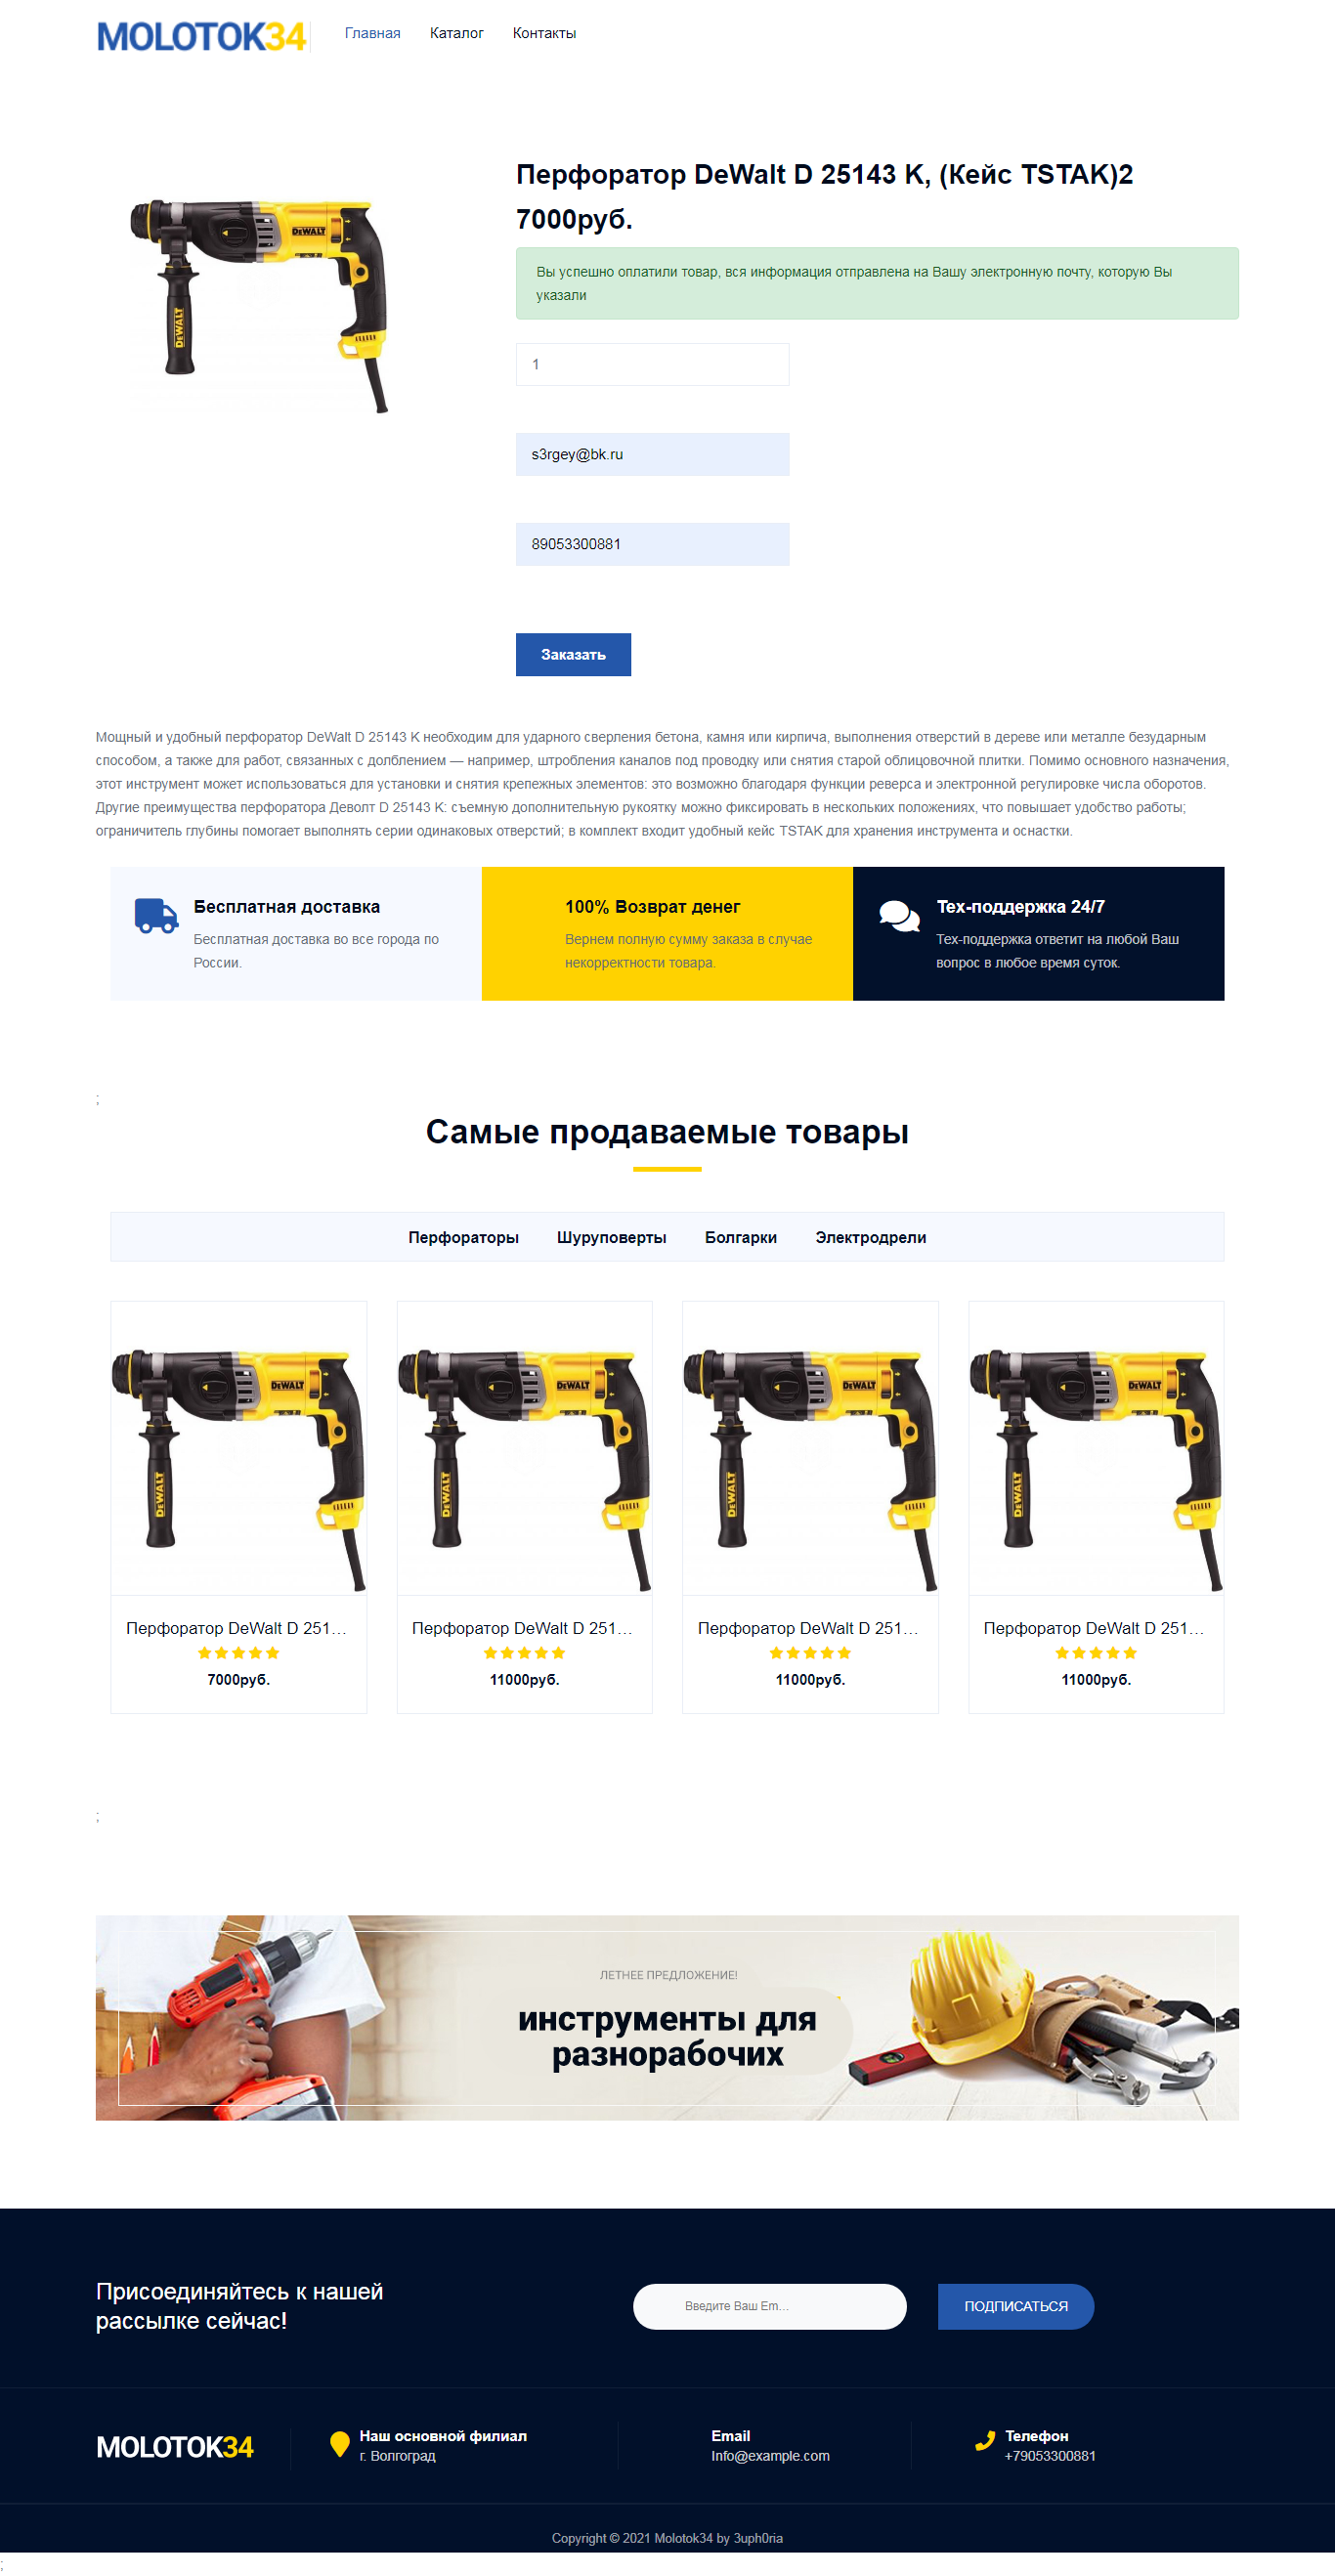 MOLOTOK34
Главная Каталог Контакты
Перфоратор DeWalt D 25143 K, (Кейс TSTAK)2
7000руб.
DEWALT
DEWALT
Вы успешно оплатили товар, вся информация отправлена на Вашу электронную почту, которую Вы
указали
1
s3rgey@bk.ru
89053300881
Заказать
Мощный и удобный перфоратор DeWalt D 25143 K необходим для ударного сверления бетона, камня или кирпича, выполнения отверстий в дереве или металле безударным
способом, а также для работ, связанных с долблением — например, штробления каналов под проводку или снятия старой облицовочной плитки. Помимо основного назначения,
этот инструмент может использоваться для установки и снятия крепежных элементов: это возможно благодаря функции реверса и электронной регулировке числа оборотов.
Другие преимущества перфоратора Деволт D 25143 K: съемную дополнительную рукоятку можно фиксировать в нескольких положениях, что повышает удобство работы;
ограничитель глубины помогает выполнять серии одинаковых отверстий; в комплект входит удобный кейс TSTAK для хранения инструмента и оснастки.
Бесплатная доставка
Бесплатная доставка во все города по
России.
100% Возврат денег
Вернем полную сумму заказа в случае
некорректности товара.
Тех-поддержка 24/7
Тех-поддержка ответит на любой Ваш
вопрос в любое время суток.
;
Самые продаваемые товары
Перфораторы Шуруповерты Болгарки Электродрели
DEWALT DEWALT DEWALT DEWALT
DEWALT DEWALT DEWALT DEWALT
Перфоратор DeWalt D 251... Перфоратор DeWalt D 251... Перфоратор DeWalt D 251... Перфоратор DeWalt D 251...
7000руб. 11000руб. 11000руб. 11000руб.
;
ЛЕТНЕЕ ПРЕДЛОЖЕНИЕ!
инструменты для
разнорабочих
Присоединяйтесь к нашей
рассылке сейчас!
Введите Ваш Em...
ПОДПИСАТЬСЯ
MOLOTOK34
Наш основной филиал
г. Волгоград
Email
Info@example.com
Телефон
+79053300881
Copyright © 2021 Molotok34 by 3uph0ria
;